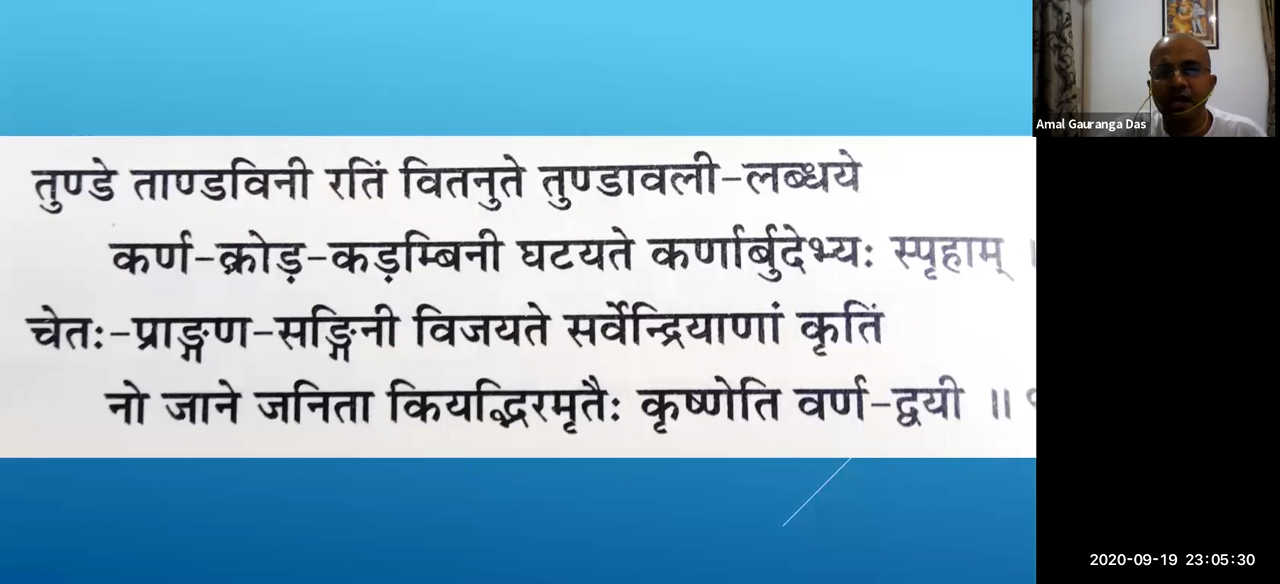 तुण्डे ताण्डविनी रतिं वितनुते तुण्डावली-लब्धये
कर्ण-क्रोड़-कड़म्बिनी घटयते कर्णार्बुदेभ्यः स्पृहाम् ।
चेतः-प्राङ्गण-सङ्गिनी विजयते सर्वेन्द्रियाणां कृतिं
नो जाने जनिता कियद्भिरमृतैः कृष्णेति वर्ण-द्वयी ॥
Amal Gauranga Das
2020-09-19 23:05:30